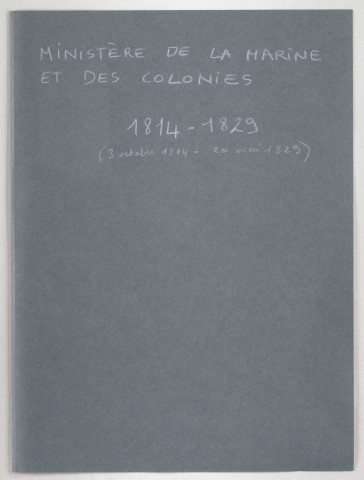 MINISTÈRE DE LA MARINE
ET DES COLONIES
1814-1829
(3 octobre 1814 - 20 mai 1829)